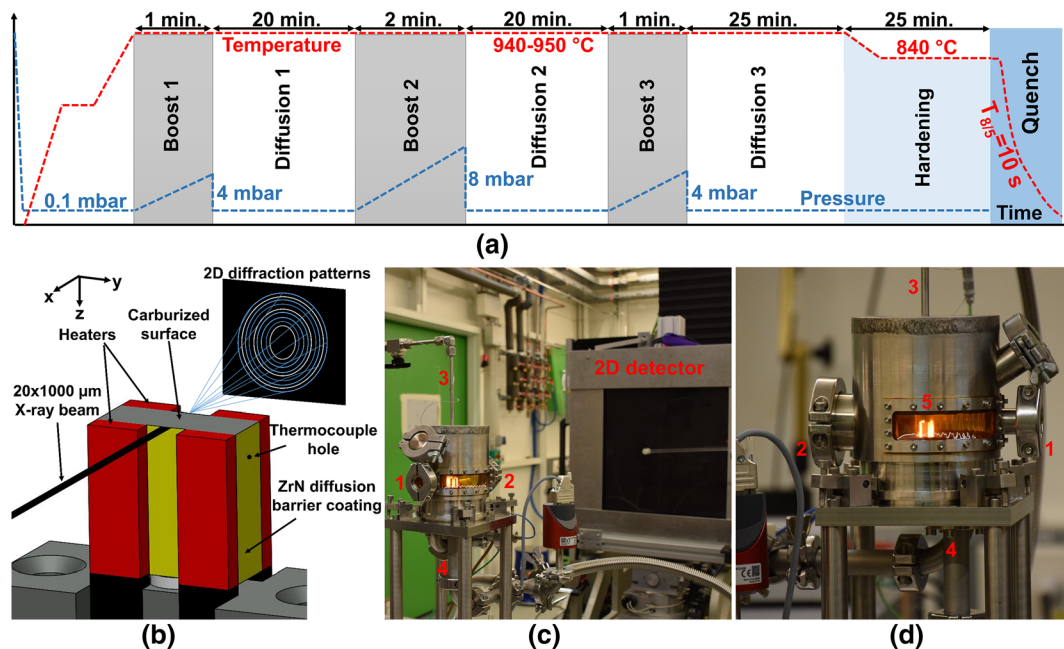 1 min. 20 min. 2 min. 20 min. 1 min. 25 min. 25 min.
Temperature 940-950 °C 840 °C
Boost 1
Diffusion 1
Boost 2
Diffusion 2
Boost 3
Diffusion 3
Hardening
Quench
T8/5=10 s
0.1 mbar 4 mbar 8 mbar 4 mbar Pressure
Time
(a)
x y z
2D diffraction patterns
Carburized
surface
Heaters
20x1000 µm
X-ray beam
Thermocouple
hole
ZrN diffusion
barrier coating
(b)
2D detector
3
1
2
4
(c)
3
5
2
1
4
(d)